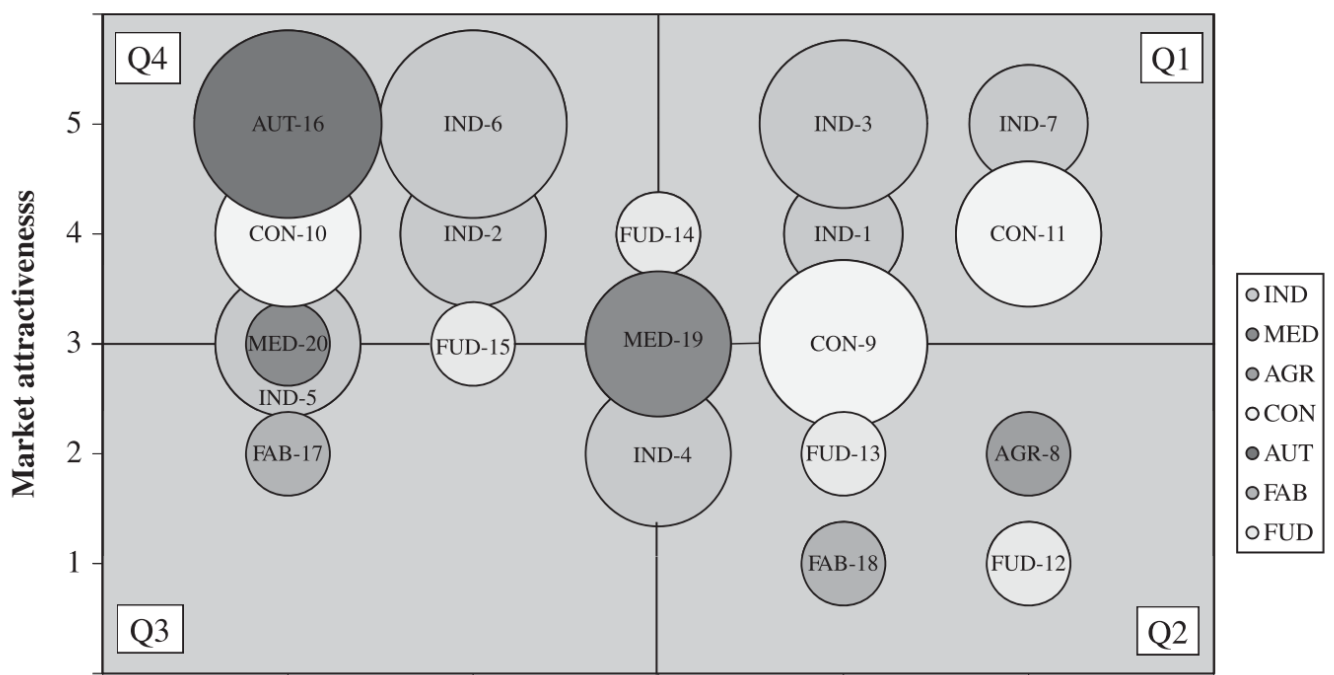 Q4
Q1
Market attractivenesss
5
AUT-16
IND-6
IND-3
IND-7
4
CON-10
IND-2
FUD-14
IND-1
CON-11
3
MED-20
FUD-15
MED-19
CON-9
IND-5
2
FAB-17
IND-4
FUD-13
AGR-8
1
FAB-18
FUD-12
Q3
Q2
IND
MED
AGR
CON
AUT
FAB
FUD